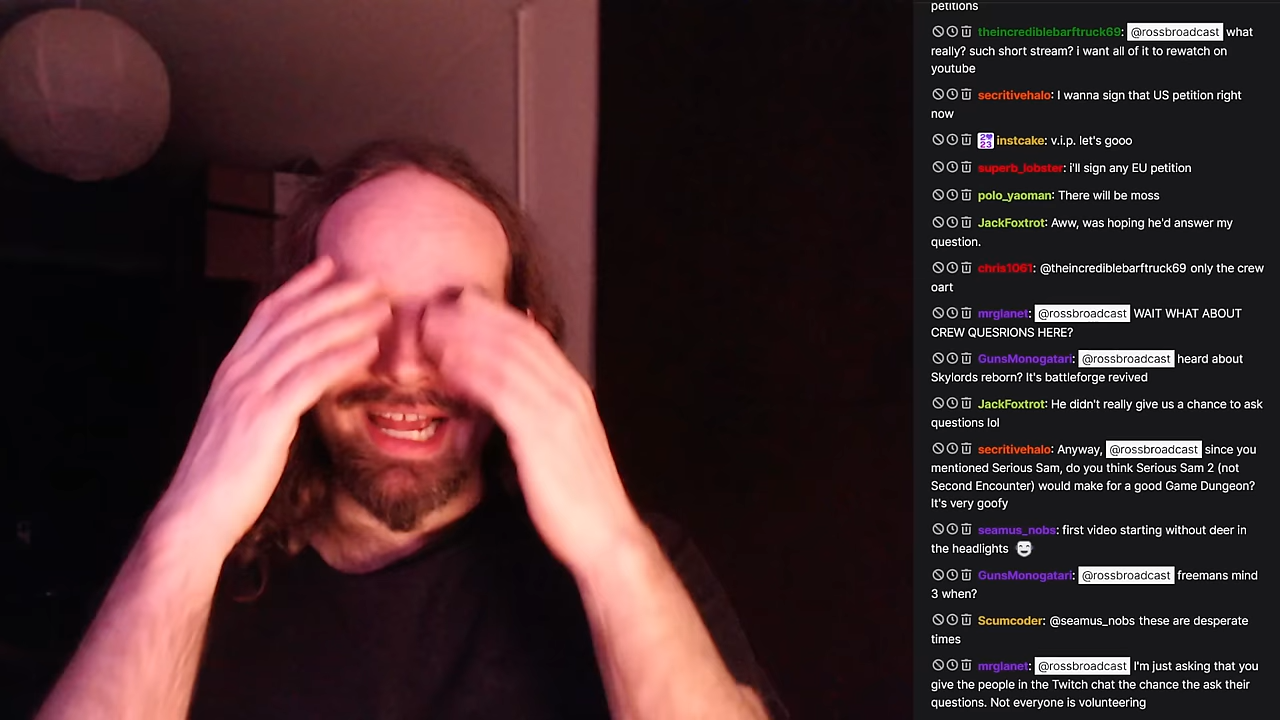 petitions
theincrediblebarftruck69: @rossbroadcast what
really? such short stream? i want all of it to rewatch on
youtube
secritivehalo: I wanna sign that US petition right
now
2023 instcake: v.i.p. let's gooo
superb_lobster: i'll sign any EU petition
polo_yaoman: There will be moss
JackFoxtrot: Aww, was hoping he'd answer my
question.
chris1061: @theincrediblebarftruck69 only the crew
oart
mrglanet: @rossbroadcast WAIT WHAT ABOUT
CREW QUESRIONS HERE?
GunsMonogatari: @rossbroadcast heard about
Skylords reborn? It's battleforge revived
JackFoxtrot: He didn't really give us a chance to ask
questions lol
secritivehalo: Anyway, @rossbroadcast since you
mentioned Serious Sam, do you think Serious Sam 2 (not
Second Encounter) would make for a good Game Dungeon?
It's very goofy
seamus_nobs: first video starting without deer in
the headlights
GunsMonogatari: @rossbroadcast freemans mind
3 when?
Scumcoder: @seamus_nobs these are desperate
times
mrglanet: @rossbroadcast I'm just asking that you
give the people in the Twitch chat the chance the ask their
questions. Not everyone is volunteering